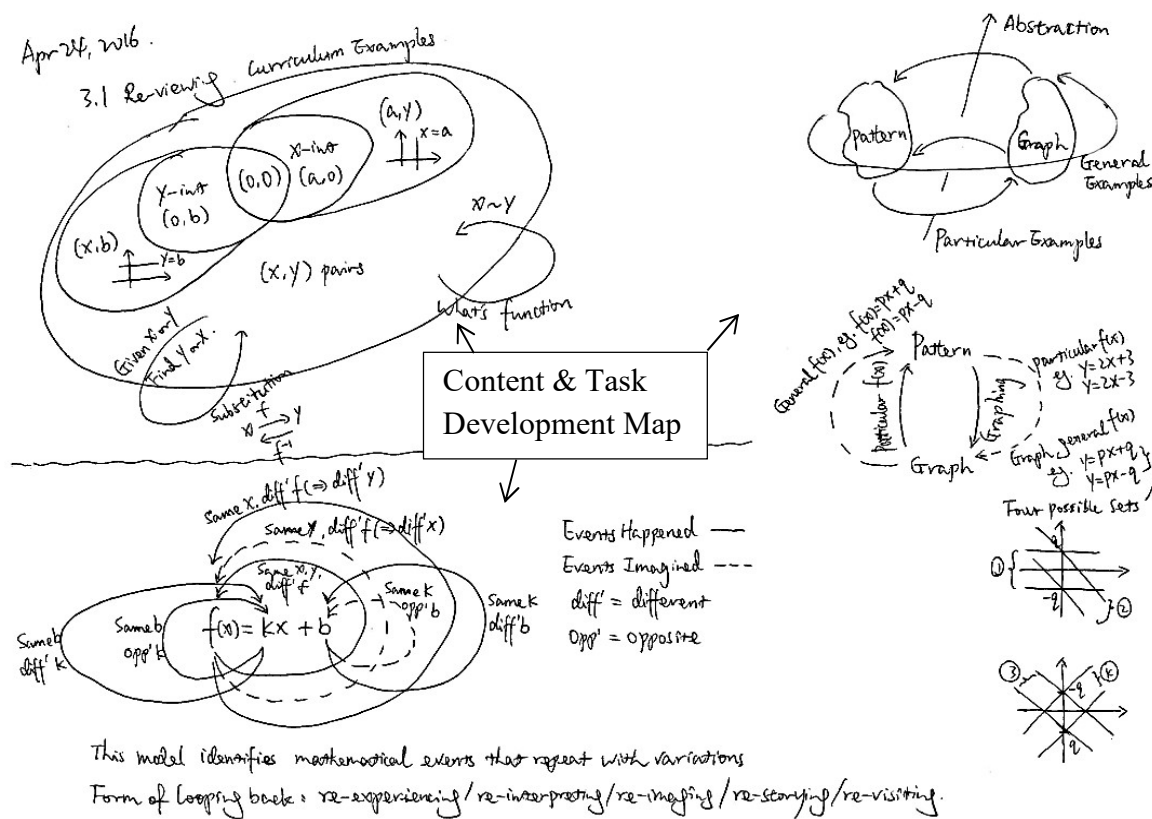 Apr 24, 2016.
3.1 Re-viewing Curriculum Examples
(a,y)
x=a
x-int
(a,0)
(0,0)
Y-int
(0,b)
(x,b)
y=b
(x,y) pairs
x~y
What's function
Given x or y
Find y or x.
Substitution
f
x y
f⁻¹
Abstraction
Pattern
Graph
General
Examples
Particular Examples
Content & Task
Development Map
General f(x), eg. f(x)=px+q
f(x)=px-q
Pattern
Particular f(x)
Graphing
particular f(x)
eg. y=2x+3
y=2x-3
Graph
Graph general f(x)
eg. y=px+q
y=px-q
Four possible sets
①
q
-q
②
③
-q
q
Same x, diff' f (⇒ diff' y)
Same y, diff' f (⇒ diff' x)
Same x, y,
diff' f
Same k
opp' b
Same k
diff' b
Same b
diff' k
Same b
opp' k
f(x) = kx + b
Events Happened —
Events Imagined ---
diff' = different
opp' = opposite
This model identifies mathematical events that repeat with variations
Form of looping back: re-experiencing/re-interpreting/re-imaging/re-storying/re-visiting.